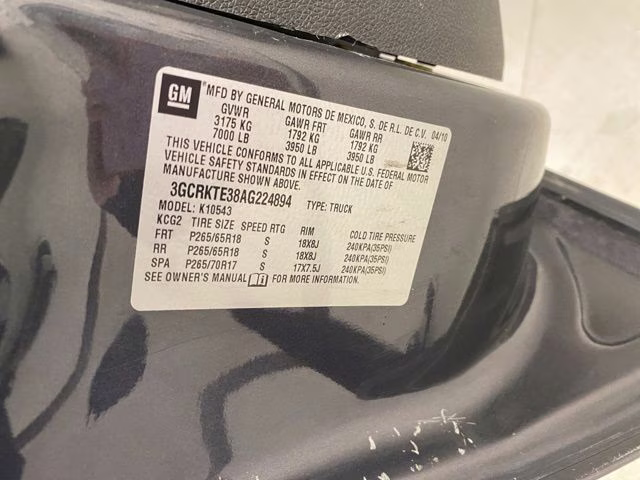 GM
MFD BY GENERAL MOTORS DE MEXICO, S. DE R.L. DE C.V. 04/10
GVWR GAWR FRT GAWR RR
3175 KG 1792 KG 1792 KG
7000 LB 3950 LB 3950 LB
THIS VEHICLE CONFORMS TO ALL APPLICABLE U.S. FEDERAL MOTOR
VEHICLE SAFETY STANDARDS IN EFFECT ON THE DATE OF
MANUFACTURE SHOWN ABOVE.
3GCRKTE38AG224894 TYPE: TRUCK
MODEL: K10543
KCG2 TIRE SIZE SPEED RTG RIM COLD TIRE PRESSURE
FRT P265/65R18 S 18X8J 240KPA(35PSI)
RR P265/65R18 S 18X8J 240KPA(35PSI)
SPA P265/70R17 S 17X7.5J 240KPA(35PSI)
SEE OWNER'S MANUAL FOR MORE INFORMATION.